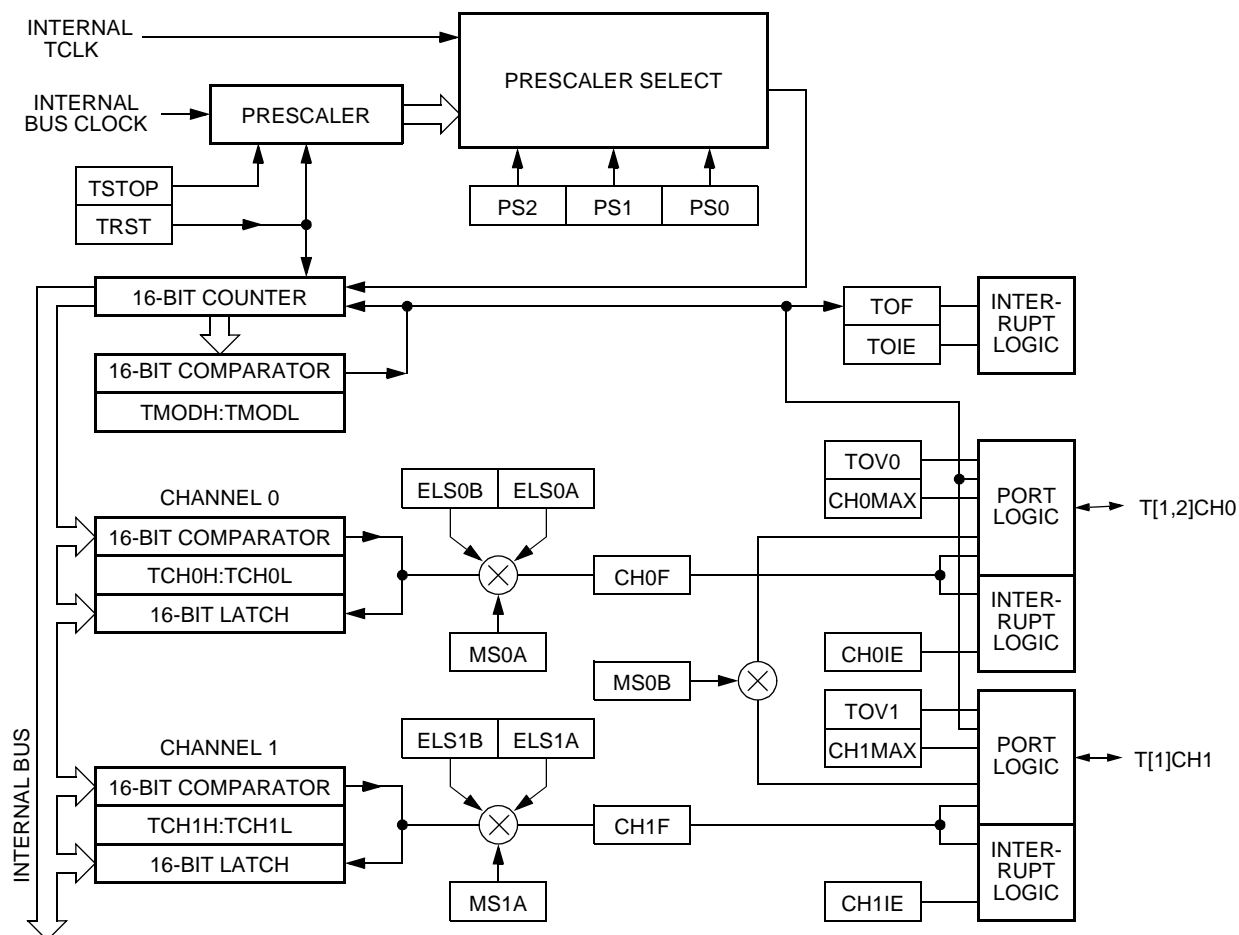 INTERNAL
TCLK
PRESCALER SELECT
INTERNAL
BUS CLOCK
PRESCALER
TSTOP
TRST
PS2
PS1
PS0
16-BIT COUNTER
16-BIT COMPARATOR
TMODH:TMODL
TOF
TOIE
INTER-
RUPT
LOGIC
CHANNEL 0
16-BIT COMPARATOR
TCH0H:TCH0L
16-BIT LATCH
ELS0B
ELS0A
MS0A
CH0F
TOV0
CH0MAX
PORT
LOGIC
T[1,2]CH0
INTER-
RUPT
LOGIC
CH0IE
MS0B
CHANNEL 1
16-BIT COMPARATOR
TCH1H:TCH1L
16-BIT LATCH
ELS1B
ELS1A
MS1A
CH1F
TOV1
CH1MAX
PORT
LOGIC
T[1]CH1
INTER-
RUPT
LOGIC
CH1IE
INTERNAL BUS